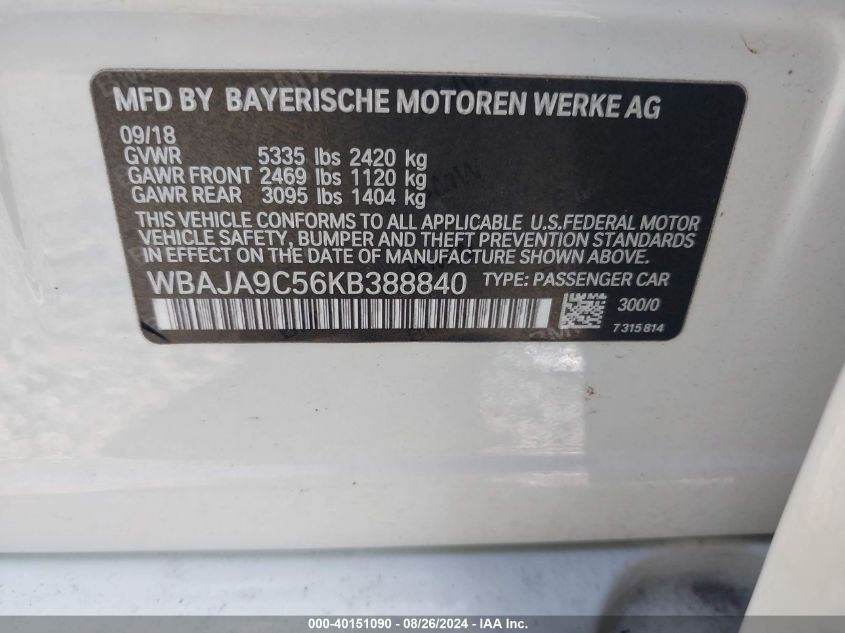 MFD BY BAYERISCHE MOTOREN WERKE AG
09/18
GVWR 5335 lbs 2420 kg
GAWR FRONT 2469 lbs 1120 kg
GAWR REAR 3095 lbs 1404 kg
THIS VEHICLE CONFORMS TO ALL APPLICABLE U.S.FEDERAL MOTOR
VEHICLE SAFETY, BUMPER AND THEFT PREVENTION STANDARDS
IN EFFECT ON THE DATE OF MANUFACTURE SHOWN ABOVE.
WBAJA9C56KB388840 TYPE: PASSENGER CAR
300/0
7 315 814
000-40151090 - 08/26/2024 - IAA Inc.